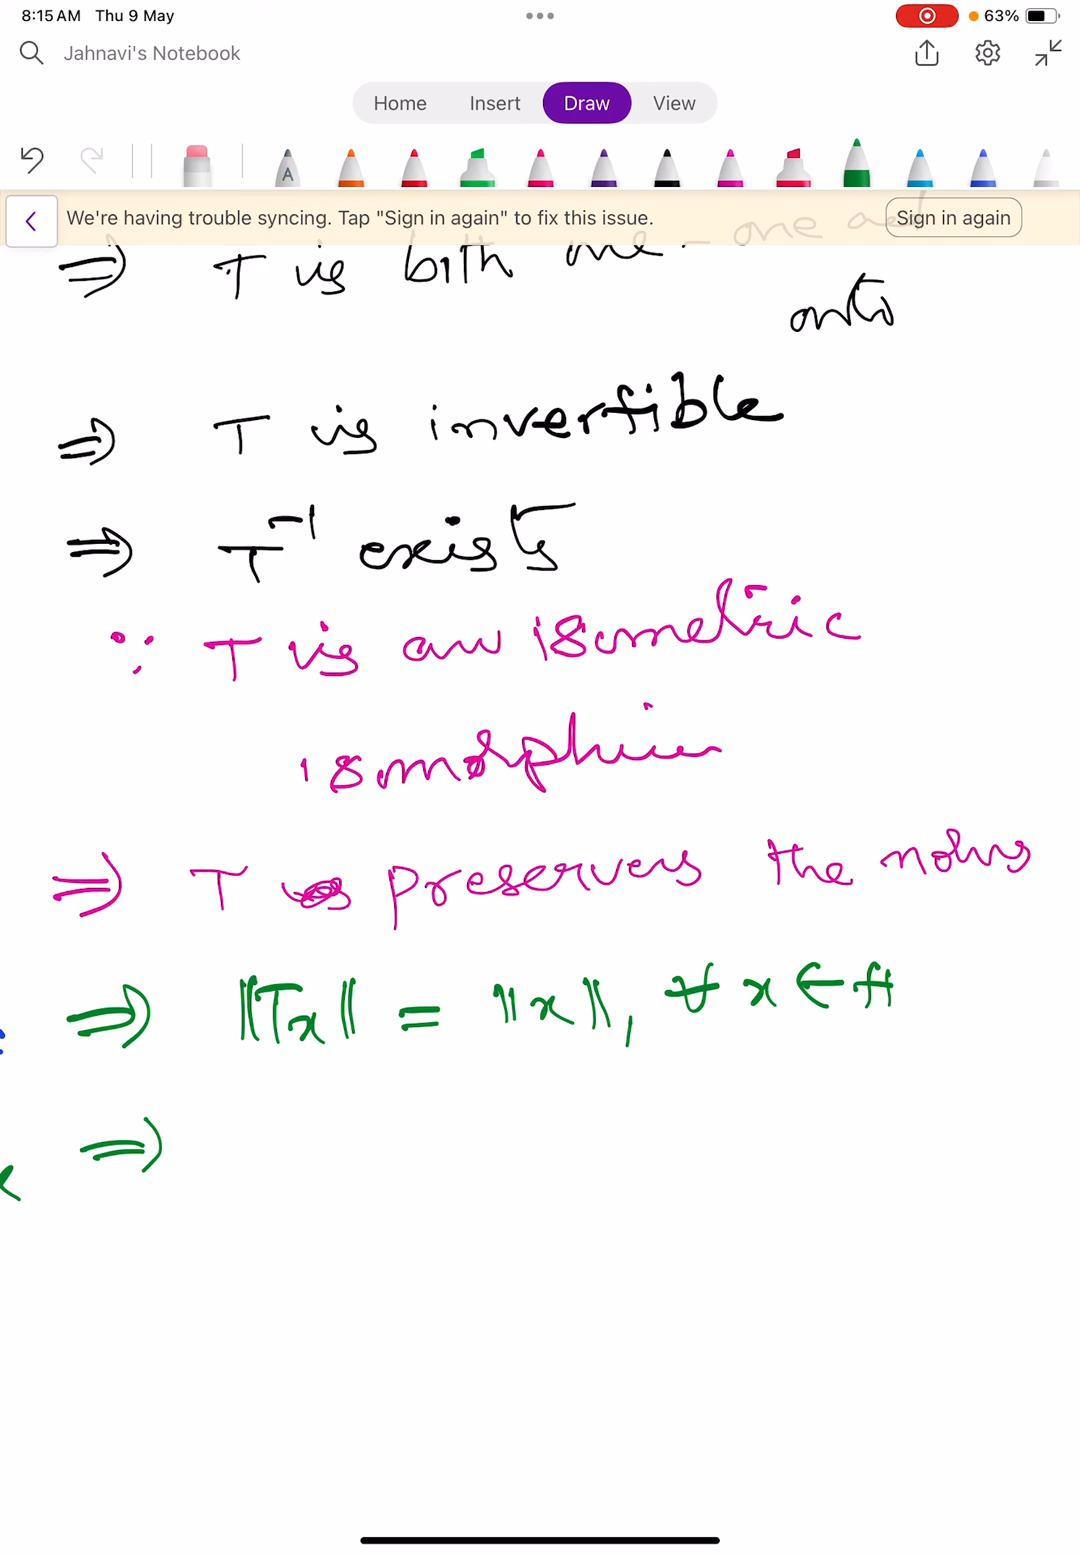 8:15 AM Thu 9 May
63%
Jahnavi's Notebook
Home Insert Draw View
A
We're having trouble syncing. Tap "Sign in again" to fix this issue.
Sign in again
⇒ T is both one - one and
onto
⇒ T is invertible
⇒ T⁻¹ exists
∵ T is an isometric
isomorphism
⇒ T preservers the norms
⇒ ||Tx|| = ||x||, ∀ x ∈ H
⇒